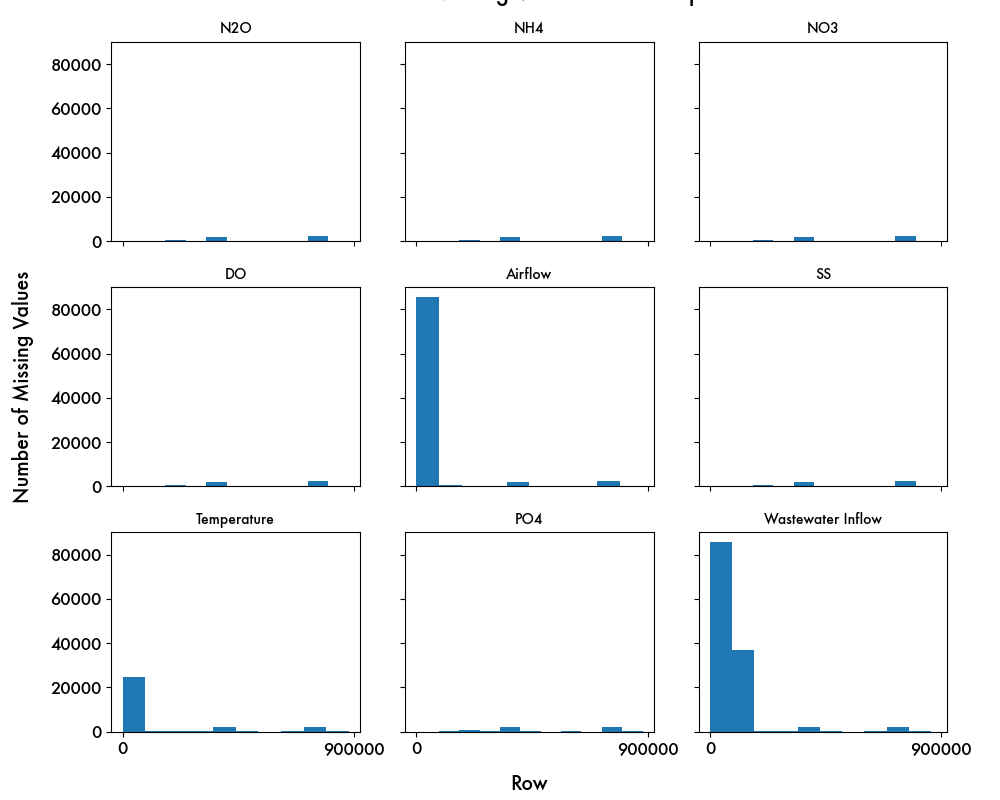 N2O NH4 NO3
80000
60000
40000
20000
0
DO Airflow SS
80000
60000
40000
20000
0
Number of Missing Values
Temperature PO4 Wastewater Inflow
80000
60000
40000
20000
0
0 900000 0 900000 0 900000
Row